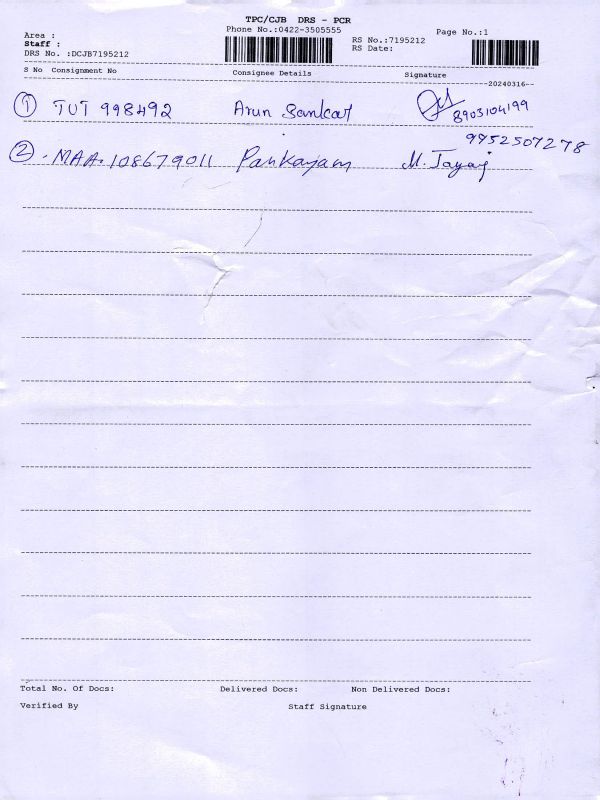 TPC/CJB DRS - PCR
Phone No.:0422-3505555
Page No.:1
Area :
Staff :
RS No.:7195212
RS Date:
DRS No. :DCJB7195212
S No Consignment No Consignee Details Signature
20240316
① TUT 998492 Arun Sankar 8903104199
9952507278
② MAA 108679011 Pankayam M. Jayaraj
Total No. Of Docs: Delivered Docs: Non Delivered Docs:
Verified By Staff Signature